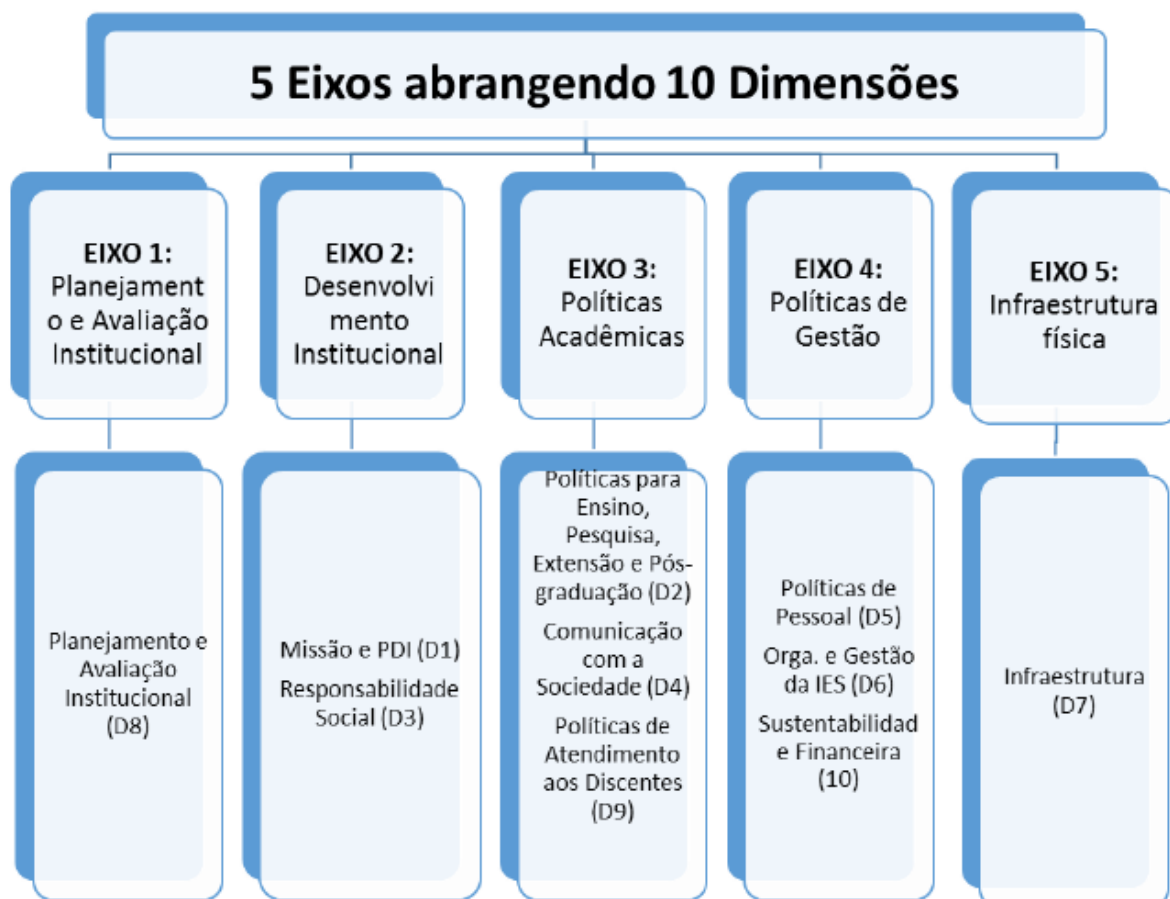 5 Eixos abrangendo 10 Dimensões
EIXO 1:
Planejament
o e Avaliação
Institucional
EIXO 2:
Desenvolvi
mento
Institucional
EIXO 3:
Políticas
Acadêmicas
EIXO 4:
Políticas de
Gestão
EIXO 5:
Infraestrutura
física
Planejamento e
Avaliação
Institucional
(D8)
Missão e PDI (D1)
Responsabilidade
Social (D3)
Políticas para
Ensino,
Pesquisa,
Extensão e Pós-
graduação (D2)
Comunicação
com a
Sociedade (D4)
Políticas de
Atendimento
aos Discentes
(D9)
Políticas de
Pessoal (D5)
Orga. e Gestão
da IES (D6)
Sustentabilidad
e Financeira
(10)
Infraestrutura
(D7)